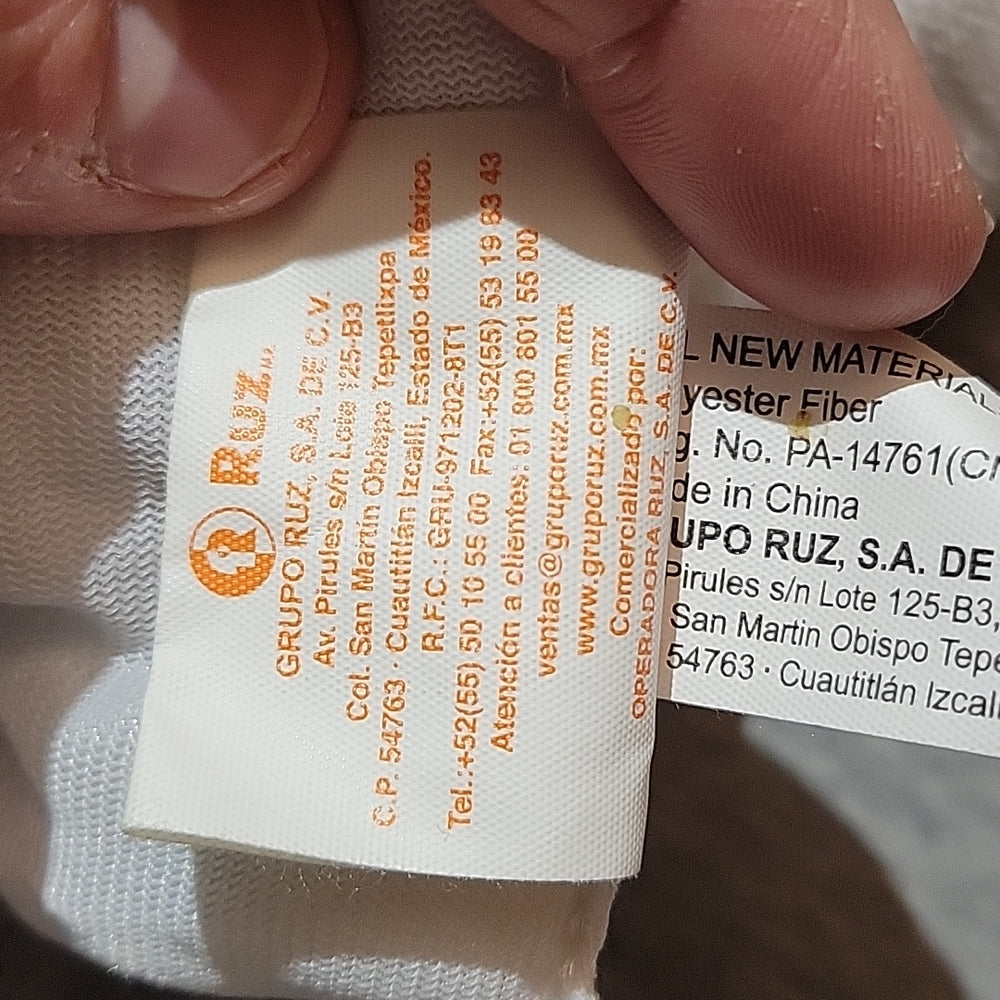 RUZ
GRUPO RUZ, S.A. DE C.V.
Av. Pirules s/n Lote 125-B3
Col. San Martín Obispo Tepetlixpa
C.P. 54763 · Cuautitlán Izcalli, Estado de México.
R.F.C.: GRU-971202-8T1
Tel.:+52(55) 50 10 55 00 Fax:+52(55) 53 19 83 43
Atención a clientes: 01 800 801 55 00
ventas@gruporuz.com.mx
www.gruporuz.com.mx
Comercializado por:
OPERADORA RUZ, S.A. DE C.V.
L NEW MATERIAL
yester Fiber
g. No. PA-14761(C
de in China
UPO RUZ, S.A. DE
Pirules s/n Lote 125-B3,
San Martin Obispo Tepe
54763 · Cuautitlán Izcal